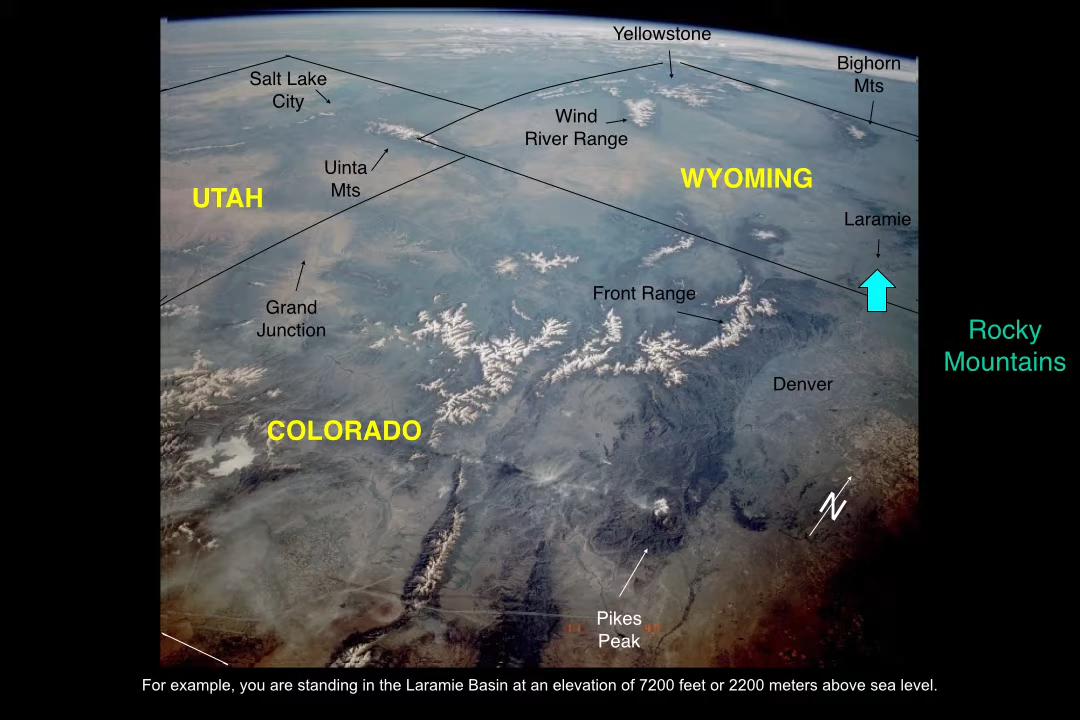 Yellowstone
Bighorn
Mts
Salt Lake
City
Wind
River Range
Uinta
Mts
UTAH
WYOMING
Laramie
Grand
Junction
Front Range
Rocky
Mountains
Denver
COLORADO
N
Pikes
Peak
For example, you are standing in the Laramie Basin at an elevation of 7200 feet or 2200 meters above sea level.